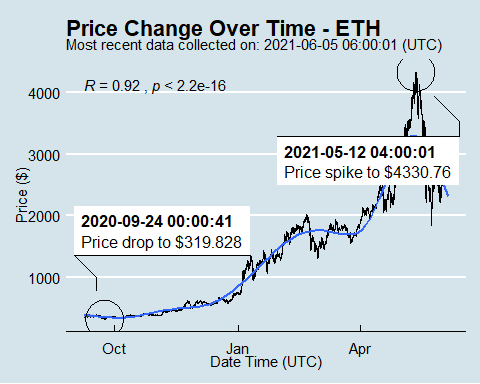 Price Change Over Time - ETH
Most recent data collected on: 2021-06-05 06:00:01 (UTC)
R = 0.92 , p < 2.2e-16
4000
3000
2000
1000
Price ($)
2021-05-12 04:00:01
Price spike to $4330.76
2020-09-24 00:00:41
Price drop to $319.828
Oct
Jan
Apr
Date Time (UTC)